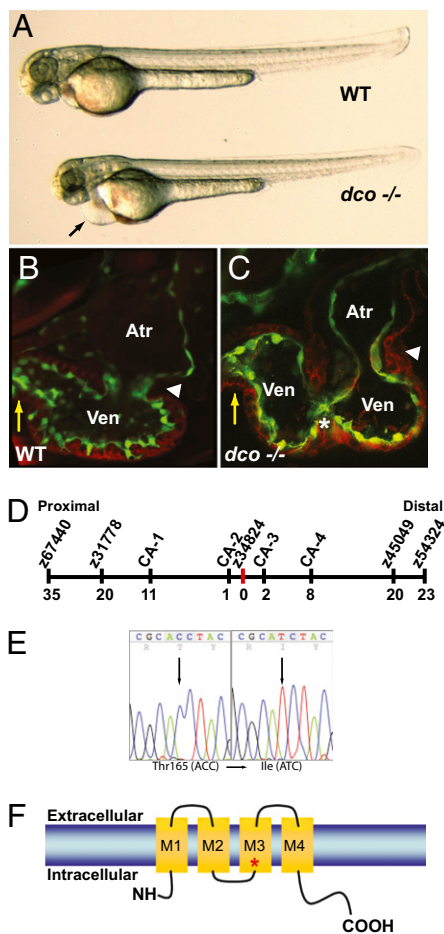 A
WT
dco -/-
B
C
Atr
Atr
Ven
Ven
Ven
WT
dco -/-
*
D
Proximal
Distal
z67440
z31778
CA-1
CA-2
z34824
CA-3
CA-4
z45049
z54324
35 20 11 1 0 2 8 20 23
E
C G C A C C T A C
C G C A T C T A C
R T Y
R I Y
Thr165 (ACC) → Ile (ATC)
F
Extracellular
M1 M2 M3 M4
*
Intracellular
NH
COOH